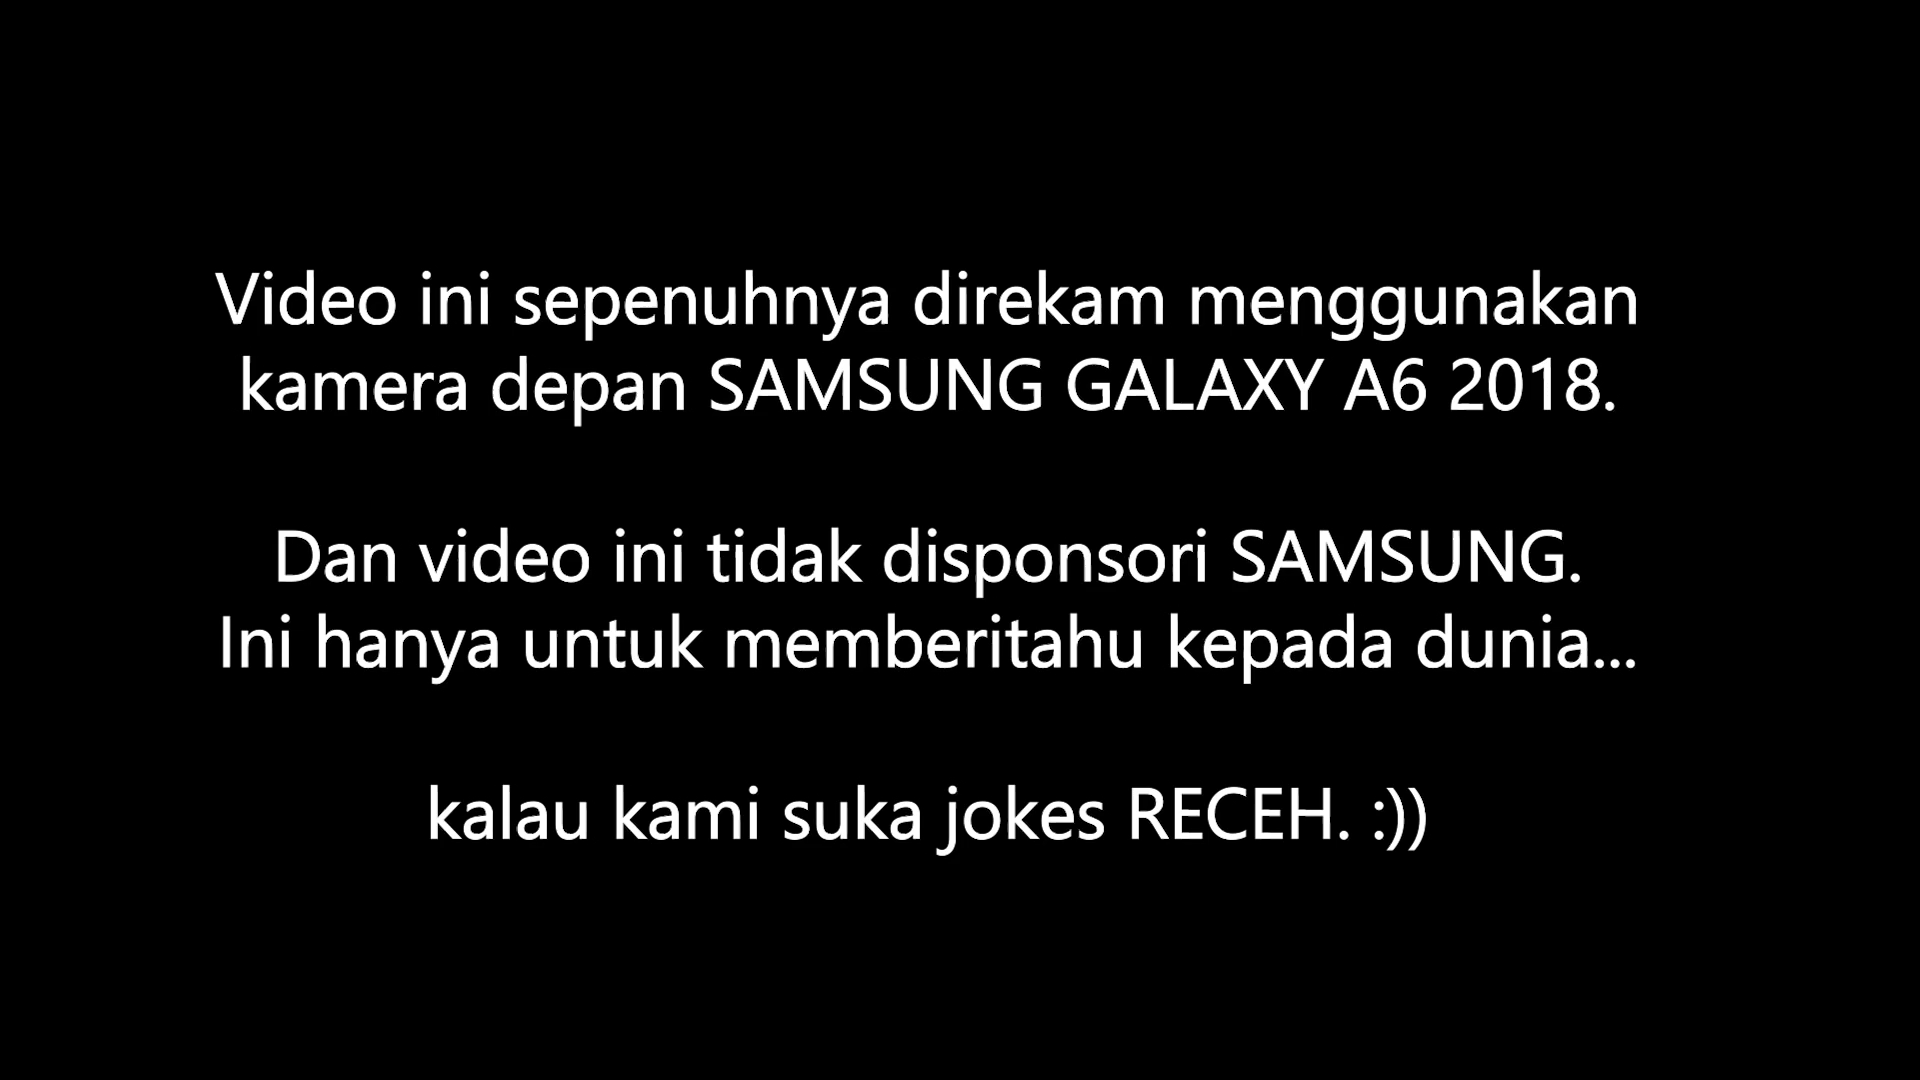 Video ini sepenuhnya direkam menggunakan
kamera depan SAMSUNG GALAXY A6 2018.
Dan video ini tidak disponsori SAMSUNG.
Ini hanya untuk memberitahu kepada dunia...
kalau kami suka jokes RECEH. :))